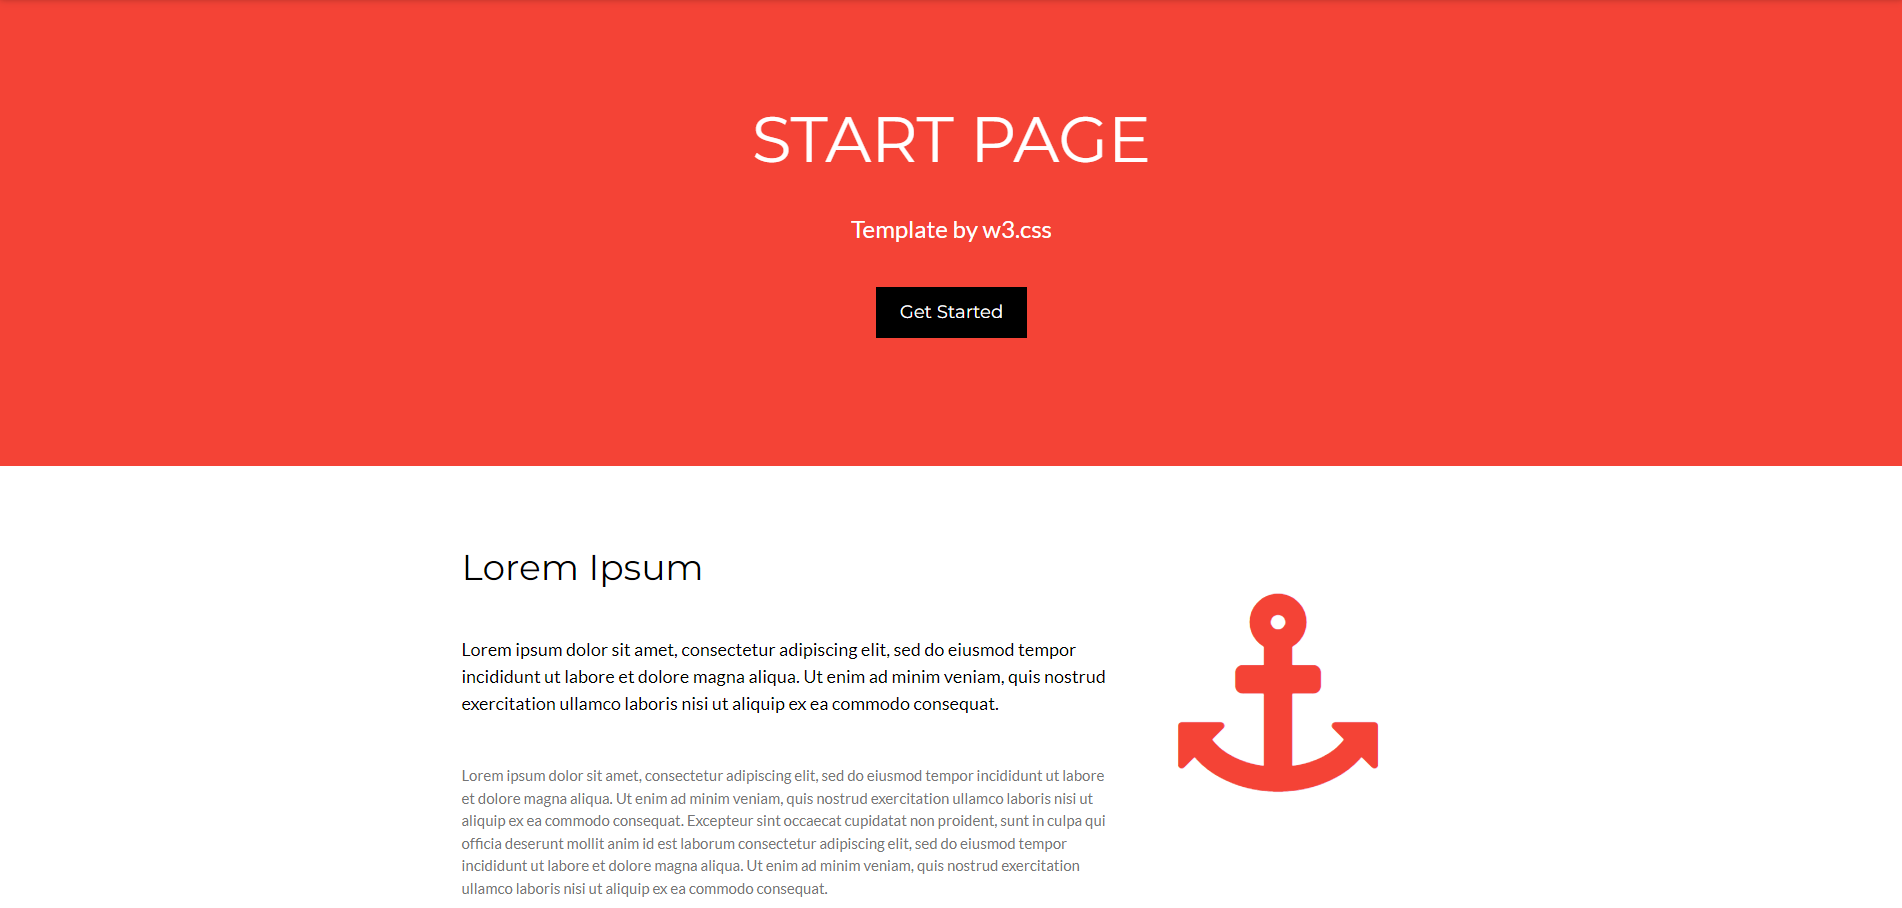 START PAGE
Template by w3.css
Get Started
Lorem Ipsum
Lorem ipsum dolor sit amet, consectetur adipiscing elit, sed do eiusmod tempor
incididunt ut labore et dolore magna aliqua. Ut enim ad minim veniam, quis nostrud
exercitation ullamco laboris nisi ut aliquip ex ea commodo consequat.
Lorem ipsum dolor sit amet, consectetur adipiscing elit, sed do eiusmod tempor incididunt ut labore
et dolore magna aliqua. Ut enim ad minim veniam, quis nostrud exercitation ullamco laboris nisi ut
aliquip ex ea commodo consequat. Excepteur sint occaecat cupidatat non proident, sunt in culpa qui
officia deserunt mollit anim id est laborum consectetur adipiscing elit, sed do eiusmod tempor
incididunt ut labore et dolore magna aliqua. Ut enim ad minim veniam, quis nostrud exercitation
ullamco laboris nisi ut aliquip ex ea commodo consequat.